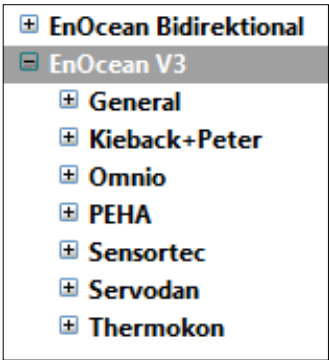 EnOcean Bidirektional
EnOcean V3
General
Kieback+Peter
Omnio
PEHA
Sensortec
Servodan
Thermokon